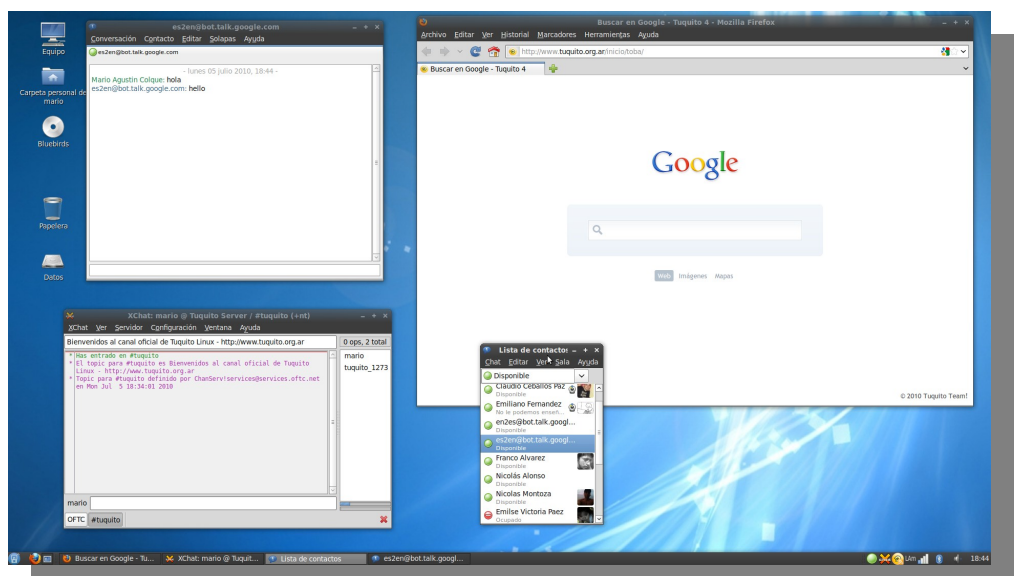 Equipo
Carpeta personal de
mario
Bluebirds
Papelera
Datos
es2en@bot.talk.google.com
Conversación Contacto Editar Solapas Ayuda
es2en@bot.talk.google.com
- lunes 05 julio 2010, 18:44 -
Mario Agustin Colque: hola
es2en@bot.talk.google.com: hello
Buscar en Google - Tuquito 4 - Mozilla Firefox
Archivo Editar Ver Historial Marcadores Herramientas Ayuda
http://www.tuquito.org.ar/inicio/toba/
Buscar en Google - Tuquito 4
Google
Web Imágenes Mapas
© 2010 Tuquito Team!
XChat: mario @ Tuquito Server / #tuquito (+nt)
XChat Ver Servidor Configuración Ventana Ayuda
Bienvenidos al canal oficial de Tuquito Linux - http://www.tuquito.org.ar
0 ops, 2 total
* Has entrado en #tuquito
* El topic para #tuquito es Bienvenidos al canal oficial de Tuquito
Linux - http://www.tuquito.org.ar
* Topic para #tuquito definido por ChanServ!services@services.oftc.net
en Mon Jul 5 18:34:01 2010
mario
tuquito_1273
mario
OFTC #tuquito
Lista de contactos
Chat Editar Ver Sala Ayuda
Disponible
Claudio Ceballos Paz
Disponible
Emiliano Fernandez
No le podemos enseñ...
en2es@bot.talk.googl...
Disponible
es2en@bot.talk.googl...
Disponible
Franco Alvarez
Disponible
Nicolás Alonso
Disponible
Nicolas Montoza
Disponible
Emilse Victoria Paez
Ocupado
Buscar en Google - Tu... XChat: mario @ Tuquit... Lista de contactos es2en@bot.talk.googl... 18:44